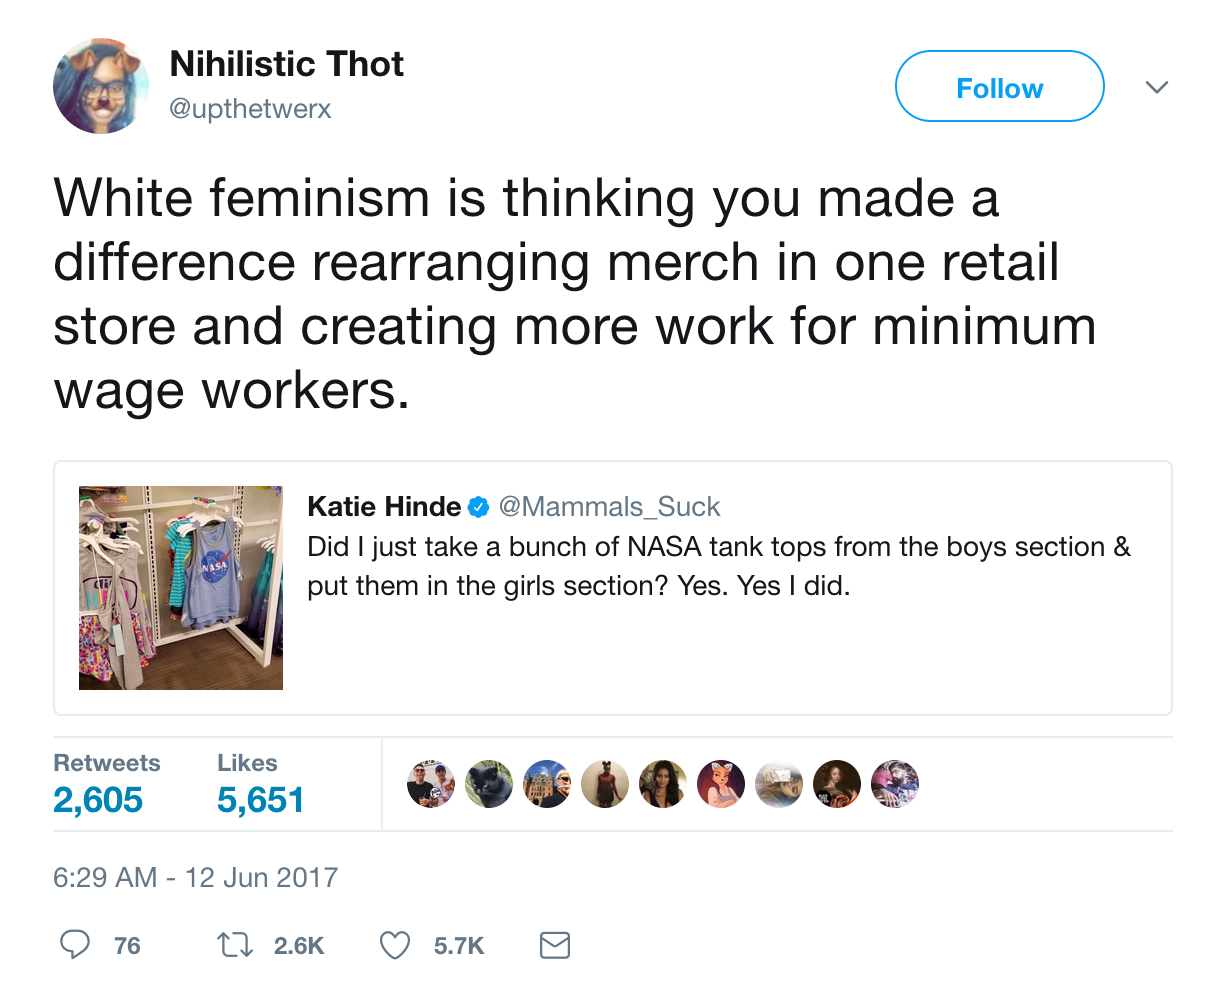 Nihilistic Thot
@upthetwerx
Follow
White feminism is thinking you made a
difference rearranging merch in one retail
store and creating more work for minimum
wage workers.
Katie Hinde @Mammals_Suck
Did I just take a bunch of NASA tank tops from the boys section &
put them in the girls section? Yes. Yes I did.
NASA
Retweets Likes
2,605 5,651
6:29 AM - 12 Jun 2017
76 2.6K 5.7K